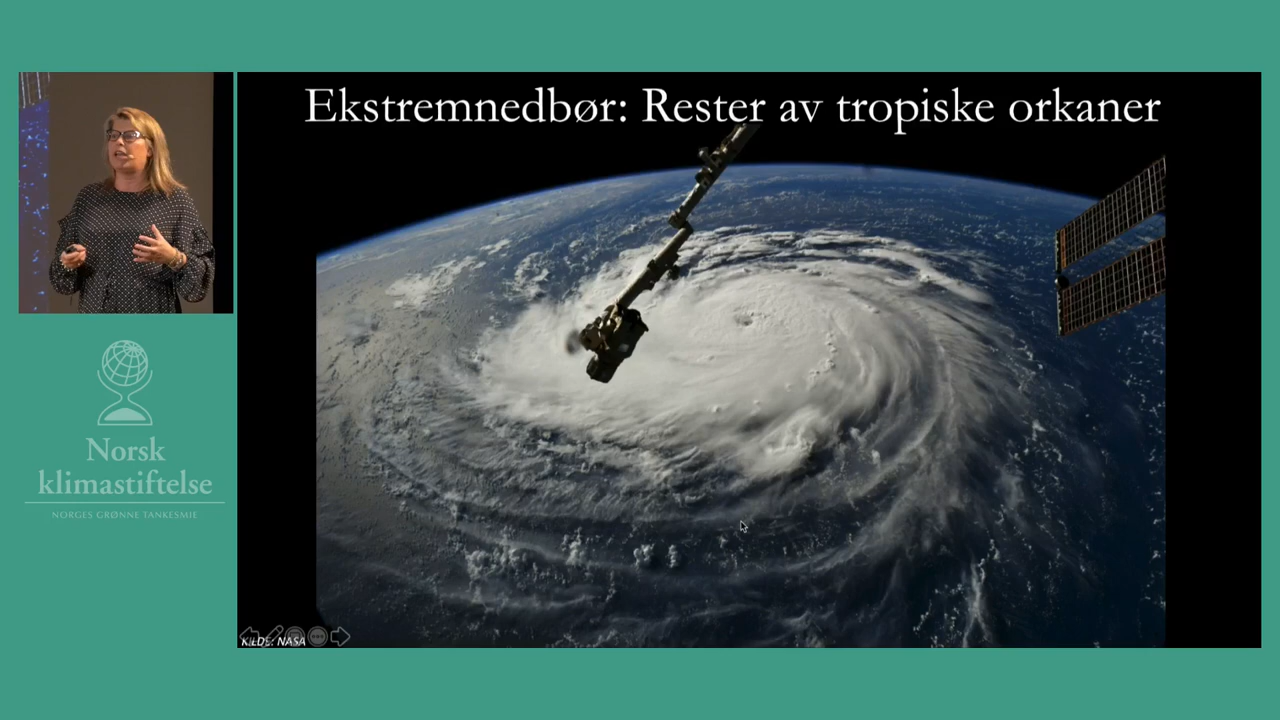 Ekstremnedbør: Rester av tropiske orkaner
Norsk
klimastiftelse
NORGES GRØNNE TANKESMIE
KILDE: NASA